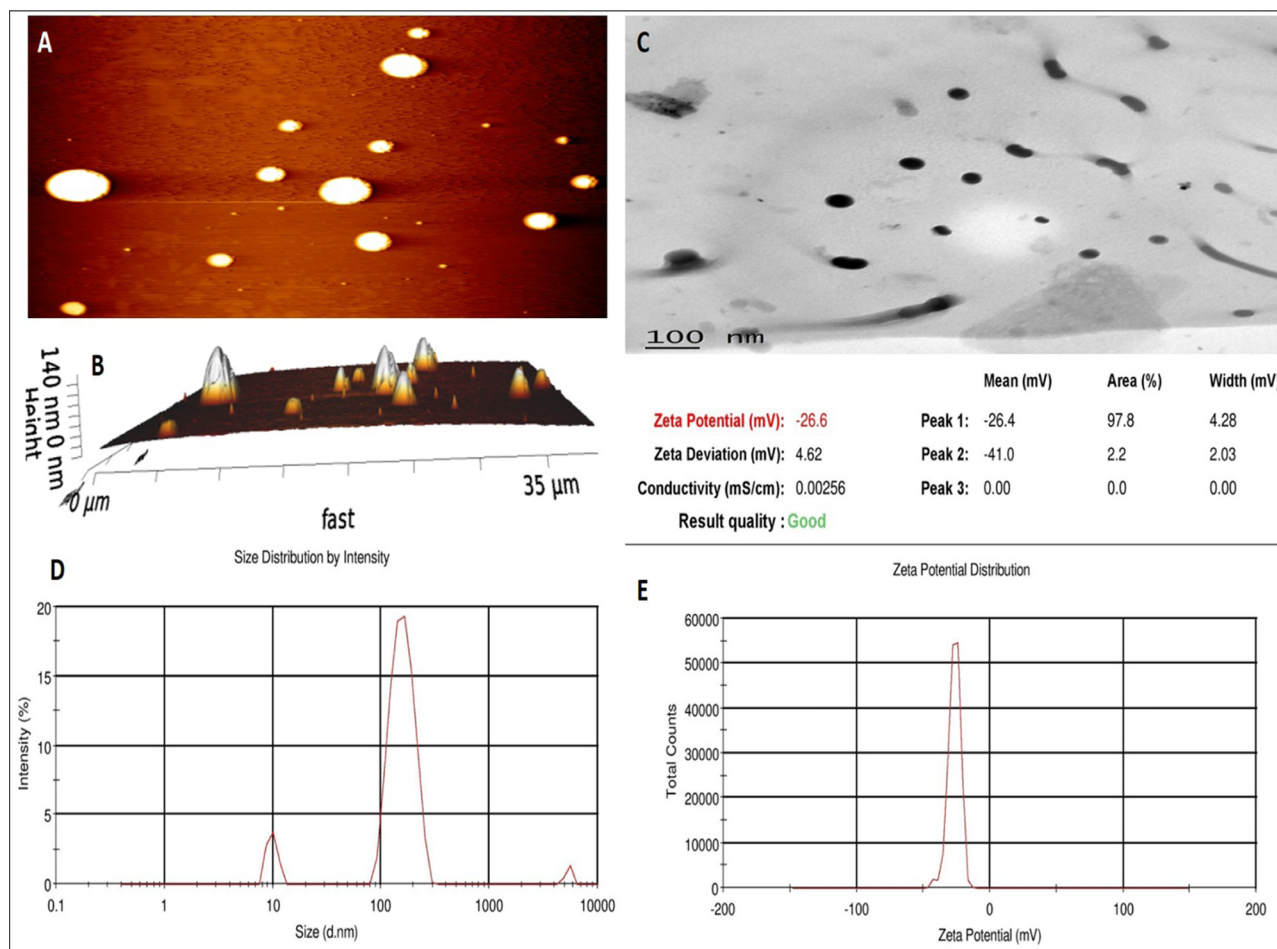 A
B
140 nm
0 nm
Height
0 µm
35 µm
fast
C
100 nm
Mean (mV) Area (%) Width (mV)
Zeta Potential (mV): -26.6 Peak 1: -26.4 97.8 4.28
Zeta Deviation (mV): 4.62 Peak 2: -41.0 2.2 2.03
Conductivity (mS/cm): 0.00256 Peak 3: 0.00 0.0 0.00
Result quality : Good
Size Distribution by Intensity
D
Intensity (%)
20
15
10
5
0
0.1 1 10 100 1000 10000
Size (d.nm)
Zeta Potential Distribution
E
Total Counts
60000
50000
40000
30000
20000
10000
0
-200 -100 0 100 200
Zeta Potential (mV)